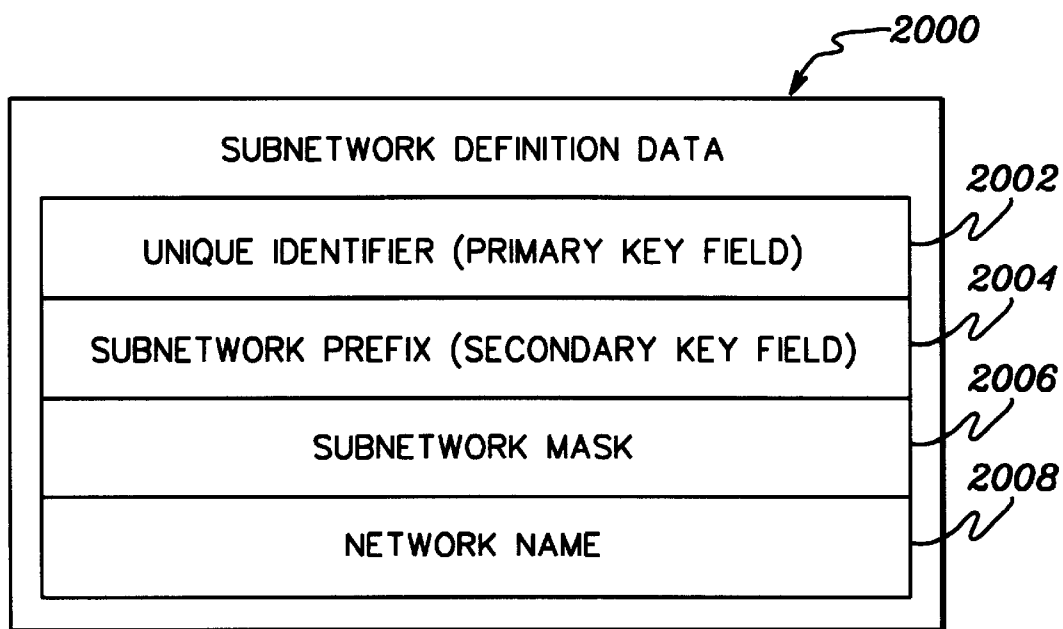 2000
SUBNETWORK DEFINITION DATA
2002
UNIQUE IDENTIFIER (PRIMARY KEY FIELD)
2004
SUBNETWORK PREFIX (SECONDARY KEY FIELD)
2006
SUBNETWORK MASK
2008
NETWORK NAME